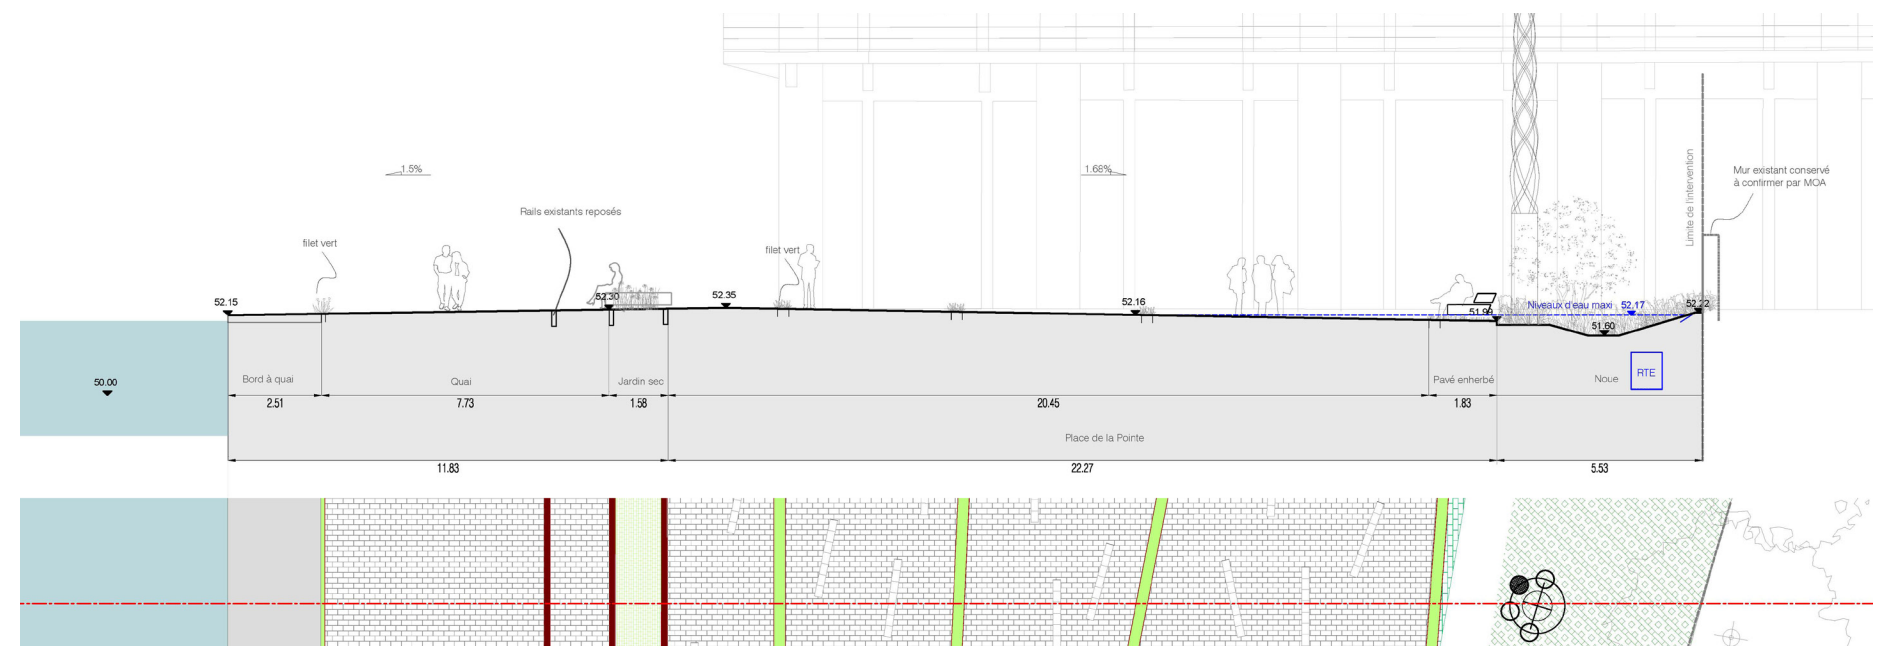 1.5%
1.68%
Limite de l'intervention
Mur existant conservé
à confirmer par MOA
Rails existants reposés
filet vert
filet vert
52.15
52.30
52.35
52.16
51.99
Niveaux d'eau maxi 52.17
52.22
51.60
50.00
Bord à quai
Quai
Jardin sec
Pavé enherbé
Noue
RTE
2.51
7.73
1.58
20.45
1.83
Place de la Pointe
11.83
22.27
5.53